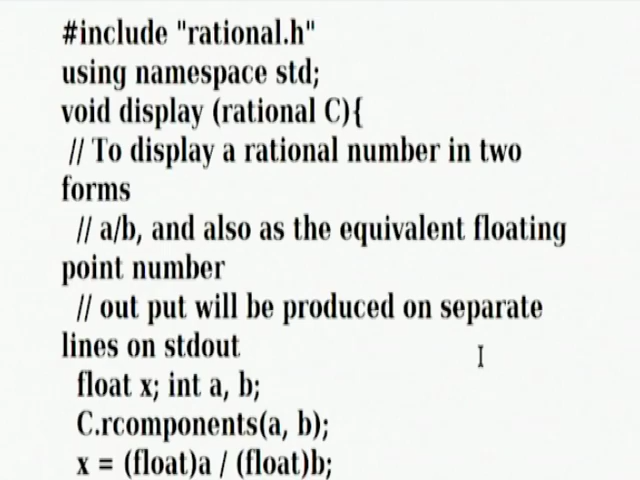 #include "rational.h"
using namespace std;
void display (rational C){
// To display a rational number in two
forms
// a/b, and also as the equivalent floating
point number
// out put will be produced on separate
lines on stdout
float x; int a, b;
C.rcomponents(a, b);
x = (float)a / (float)b;